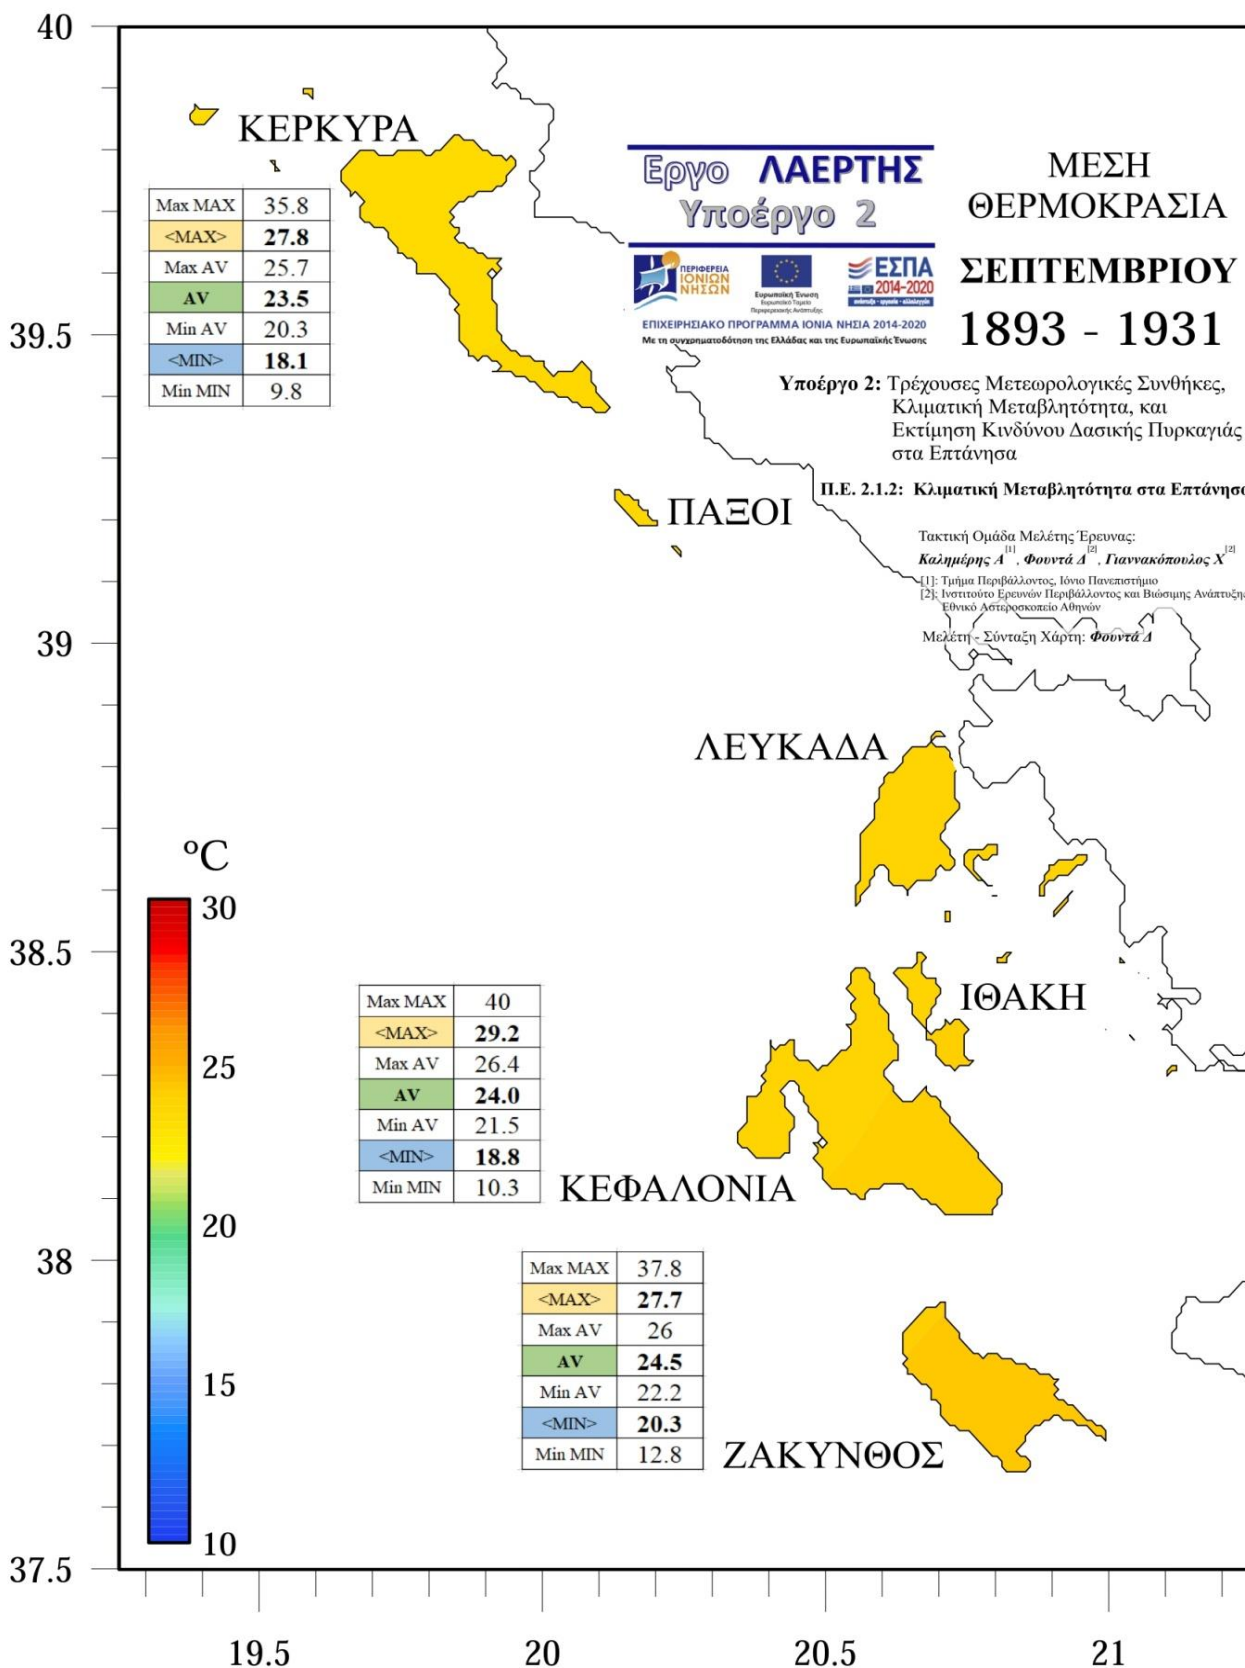 40
39.5
39
38.5
38
37.5
19.5
20
20.5
21
ΚΕΡΚΥΡΑ
Max MAX 35.8
<MAX> 27.8
Max AV 25.7
AV 23.5
Min AV 20.3
<MIN> 18.1
Min MIN 9.8
Εργο ΛΑΕΡΤΗΣ
Υποέργο 2
ΠΕΡΙΦΕΡΕΙΑ
ΙΟΝΙΩΝ
ΝΗΣΩΝ
Ευρωπαϊκή Ένωση
Ευρωπαϊκό Ταμείο
Περιφερειακής Ανάπτυξης
ΕΣΠΑ
2014-2020
ανάπτυξη - εργασία - αλληλεγγύη
ΕΠΙΧΕΙΡΗΣΙΑΚΟ ΠΡΟΓΡΑΜΜΑ ΙΟΝΙΑ ΝΗΣΙΑ 2014-2020
Με τη συγχρηματοδότηση της Ελλάδας και της Ευρωπαϊκής Ένωσης
ΜΕΣΗ
ΘΕΡΜΟΚΡΑΣΙΑ
ΣΕΠΤΕΜΒΡΙΟΥ
1893 - 1931
Υποέργο 2: Τρέχουσες Μετεωρολογικές Συνθήκες,
Κλιματική Μεταβλητότητα, και
Εκτίμηση Κινδύνου Δασικής Πυρκαγιάς
στα Επτάνησα
Π.Ε. 2.1.2: Κλιματική Μεταβλητότητα στα Επτάνησα
Τακτική Ομάδα Μελέτης Έρευνας:
Καλημέρης Α[1], Φουντά Δ[2], Γιαννακόπουλος Χ[2]
[1]: Τμήμα Περιβάλλοντος, Ιόνιο Πανεπιστήμιο
[2]: Ινστιτούτο Ερευνών Περιβάλλοντος και Βιώσιμης Ανάπτυξης
Εθνικό Αστεροσκοπείο Αθηνών
Μελέτη - Σύνταξη Χάρτη: Φουντά Δ
ΠΑΞΟΙ
ΛΕΥΚΑΔΑ
ΙΘΑΚΗ
ºC
30
25
20
15
10
Max MAX 40
<MAX> 29.2
Max AV 26.4
AV 24.0
Min AV 21.5
<MIN> 18.8
Min MIN 10.3
ΚΕΦΑΛΟΝΙΑ
Max MAX 37.8
<MAX> 27.7
Max AV 26
AV 24.5
Min AV 22.2
<MIN> 20.3
Min MIN 12.8
ΖΑΚΥΝΘΟΣ